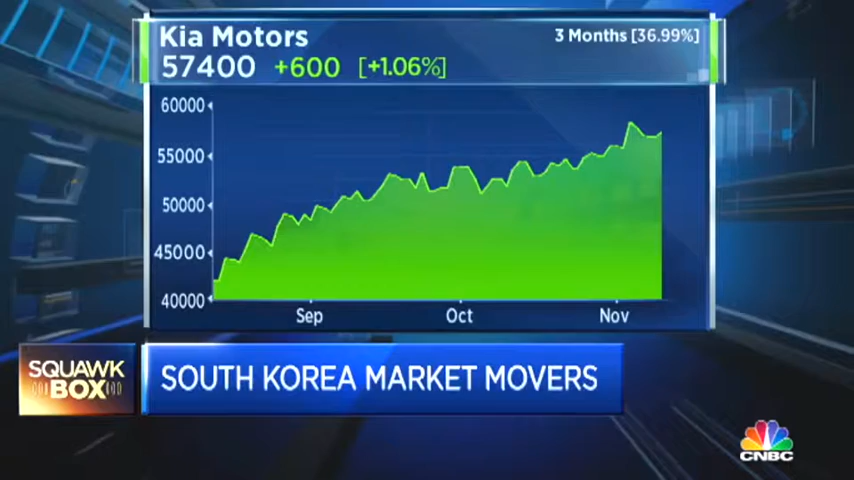 Kia Motors
3 Months [36.99%]
57400 +600 [+1.06%]
60000
55000
50000
45000
40000
Sep Oct Nov
SQUAWK
BOX
SOUTH KOREA MARKET MOVERS
CNBC